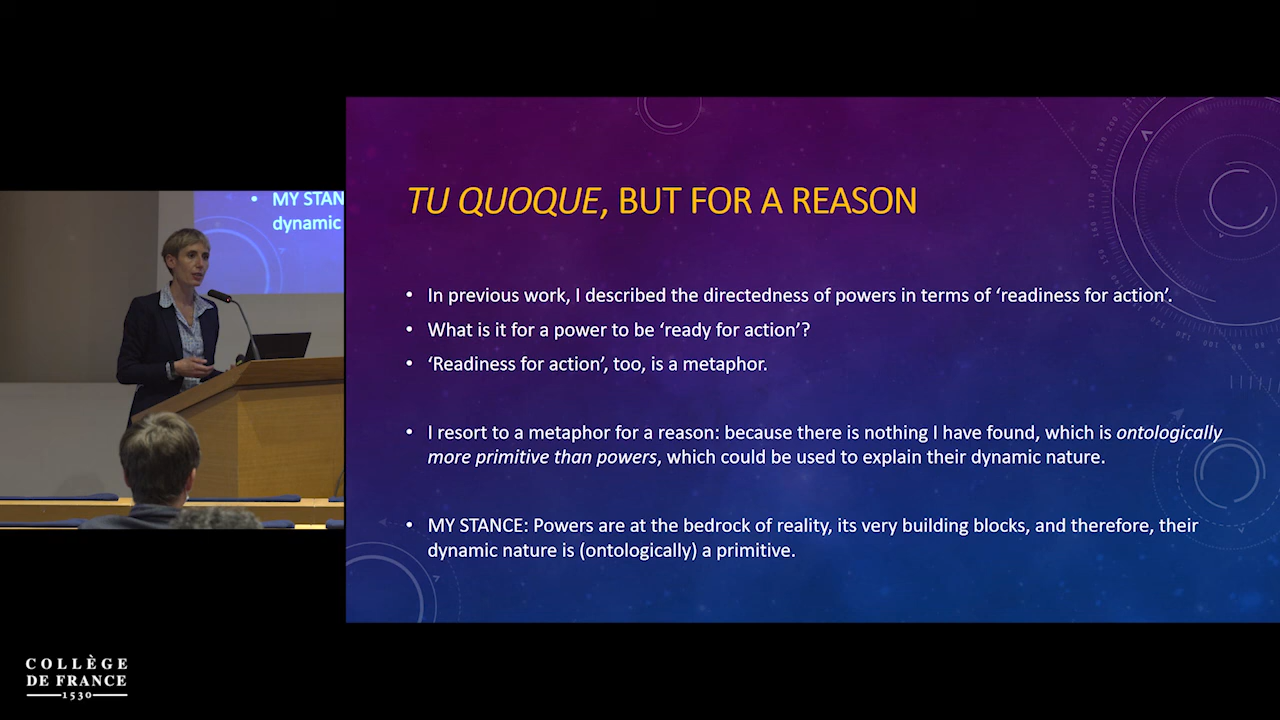 • MY STAN
dynamic
TU QUOQUE, BUT FOR A REASON
• In previous work, I described the directedness of powers in terms of ‘readiness for action’.
• What is it for a power to be ‘ready for action’?
• ‘Readiness for action’, too, is a metaphor.
• I resort to a metaphor for a reason: because there is nothing I have found, which is ontologically
more primitive than powers, which could be used to explain their dynamic nature.
• MY STANCE: Powers are at the bedrock of reality, its very building blocks, and therefore, their
dynamic nature is (ontologically) a primitive.
COLLÈGE
DE FRANCE
1530